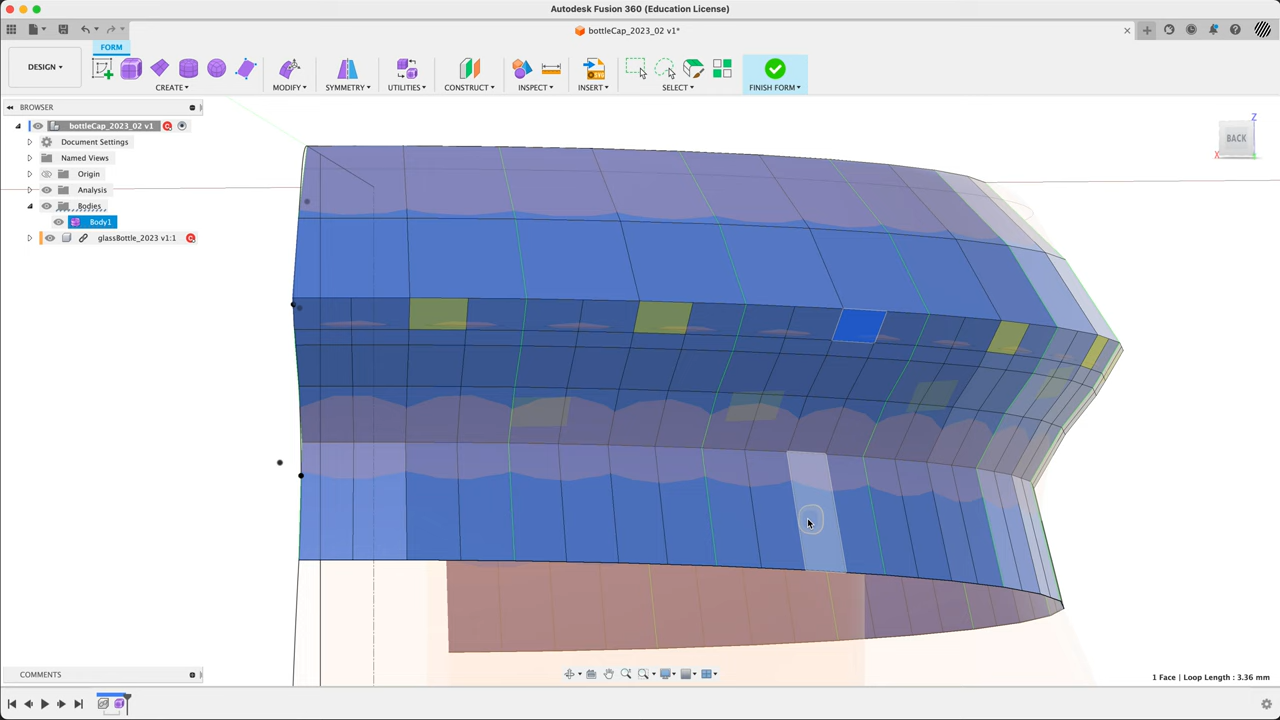 Autodesk Fusion 360 (Education License)
bottleCap_2023_02 v1*
FORM
DESIGN
CREATE
MODIFY
SYMMETRY
UTILITIES
CONSTRUCT
INSPECT
INSERT
SELECT
FINISH FORM
BROWSER
bottleCap_2023_02 v1
Document Settings
Named Views
Origin
Analysis
Bodies
Body1
glassBottle_2023 v1:1
Z
BACK
X
COMMENTS
1 Face | Loop Length : 3.36 mm